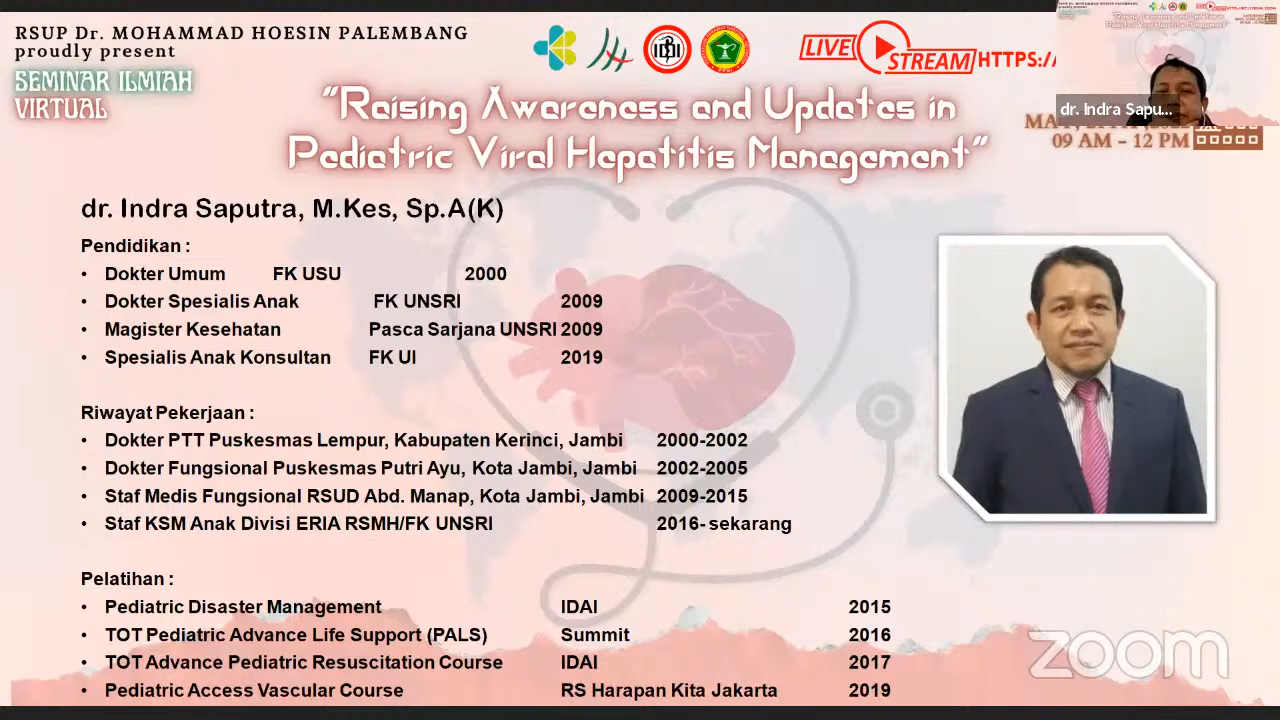 RSUP Dr. MOHAMMAD HOESIN PALEMBANG
proudly present
SEMINAR ILMIAH
VIRTUAL
LIVE
STREAM
HTTPS:/
"Raising Awareness and Updates in
Pediatric Viral Hepatitis Management"
dr. Indra Sapu...
09 AM – 12 PM
dr. Indra Saputra, M.Kes, Sp.A(K)
Pendidikan :
• Dokter Umum FK USU 2000
• Dokter Spesialis Anak FK UNSRI 2009
• Magister Kesehatan Pasca Sarjana UNSRI 2009
• Spesialis Anak Konsultan FK UI 2019
Riwayat Pekerjaan :
• Dokter PTT Puskesmas Lempur, Kabupaten Kerinci, Jambi 2000-2002
• Dokter Fungsional Puskesmas Putri Ayu, Kota Jambi, Jambi 2002-2005
• Staf Medis Fungsional RSUD Abd. Manap, Kota Jambi, Jambi 2009-2015
• Staf KSM Anak Divisi ERIA RSMH/FK UNSRI 2016- sekarang
Pelatihan :
• Pediatric Disaster Management IDAI 2015
• TOT Pediatric Advance Life Support (PALS) Summit 2016
• TOT Advance Pediatric Resuscitation Course IDAI 2017
• Pediatric Access Vascular Course RS Harapan Kita Jakarta 2019
zoom